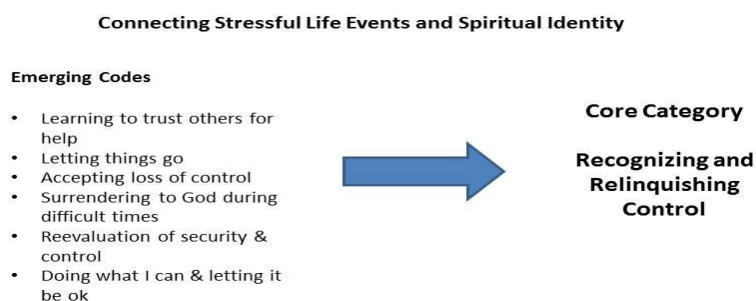 Connecting Stressful Life Events and Spiritual Identity
Emerging Codes
• Learning to trust others for
help
• Letting things go
• Accepting loss of control
• Surrendering to God during
difficult times
• Reevaluation of security &
control
• Doing what I can & letting it
be ok
Core Category
Recognizing and
Relinquishing
Control